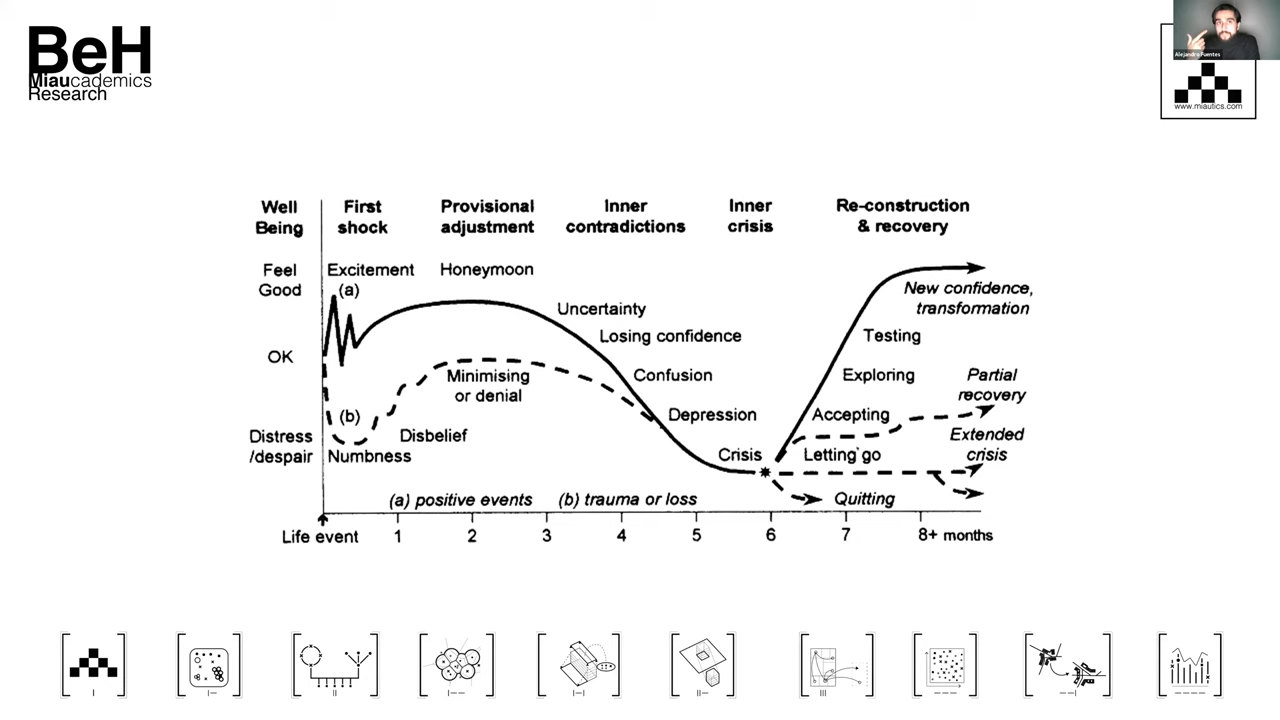 BeH
Miaucademics
Research
Alejandro Fuentes
www.miautics.com
Well Being
First shock
Provisional adjustment
Inner contradictions
Inner crisis
Re-construction & recovery
Feel Good
Excitement
Honeymoon
(a)
New confidence, transformation
Uncertainty
Losing confidence
Testing
OK
Minimising or denial
Confusion
Exploring
Partial recovery
(b)
Depression
Accepting
Distress /despair
Disbelief
Extended crisis
Numbness
Crisis
Letting go
(a) positive events
(b) trauma or loss
Quitting
Life event
1
2
3
4
5
6
7
8+ months